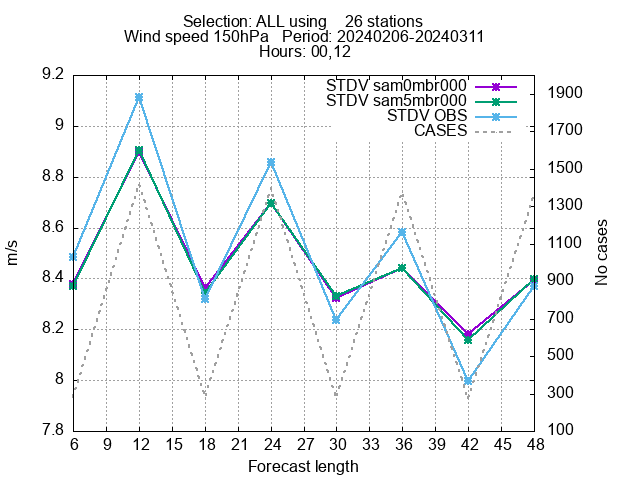 Selection: ALL using    26 stations
Wind speed 150hPa   Period: 20240206-20240311
Hours: 00,12
STDV sam0mbr000
STDV sam5mbr000
STDV OBS
CASES
9.2
9
8.8
8.6
8.4
8.2
8
7.8
m/s
1900
1700
1500
1300
1100
900
700
500
300
100
No cases
6 9 12 15 18 21 24 27 30 33 36 39 42 45 48
Forecast length